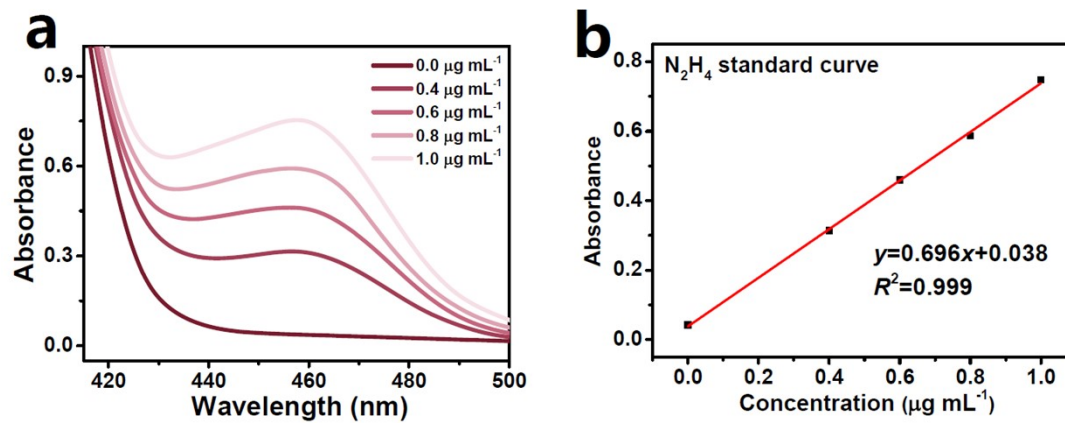 a
0.9
0.6
0.3
0.0
Absorbance
420 440 460 480 500
Wavelength (nm)
0.0 μg mL⁻¹
0.4 μg mL⁻¹
0.6 μg mL⁻¹
0.8 μg mL⁻¹
1.0 μg mL⁻¹
b
N₂H₄ standard curve
0.8
0.6
0.4
0.2
0.0
Absorbance
y=0.696x+0.038
R²=0.999
0.0 0.2 0.4 0.6 0.8 1.0
Concentration (μg mL⁻¹)